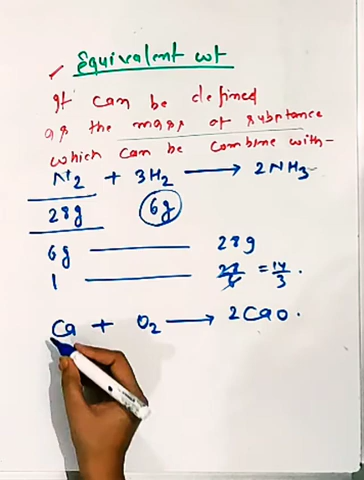 Equivalent wt
It can be defined
as the mass of substance
which can be combine with-
N2 + 3H2 → 2NH3
28g 6g
6g 28g
1 28/6 = 14/3.
Ca + O2 → 2CaO.